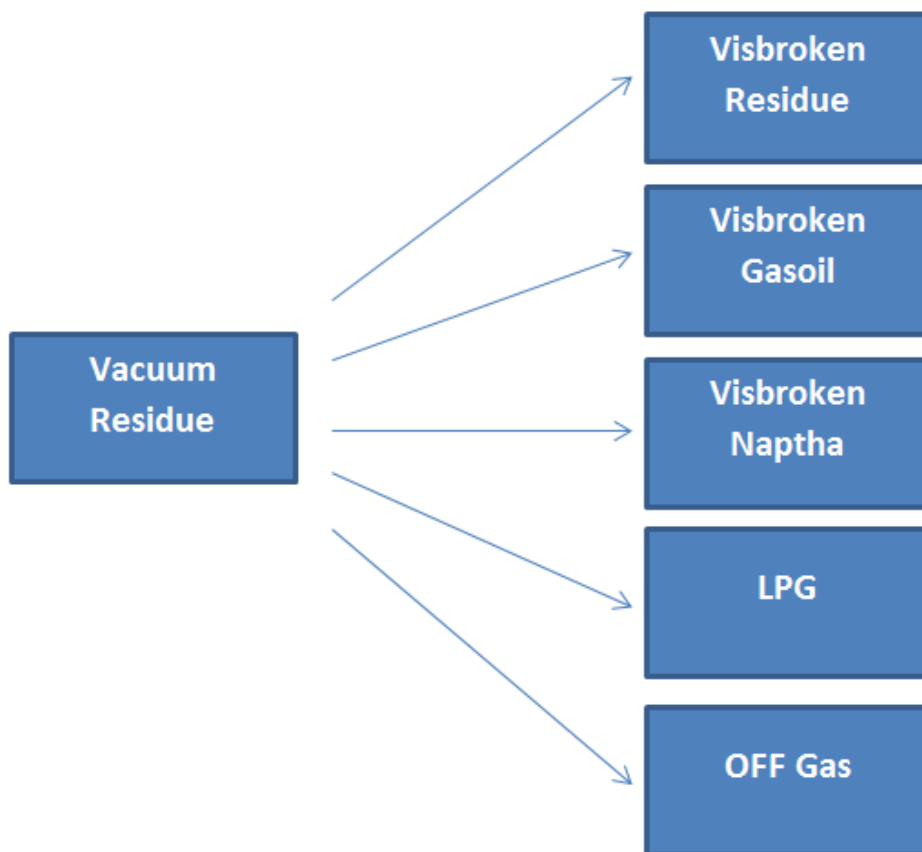 Vacuum
Residue
Visbroken
Residue
Visbroken
Gasoil
Visbroken
Naptha
LPG
OFF Gas